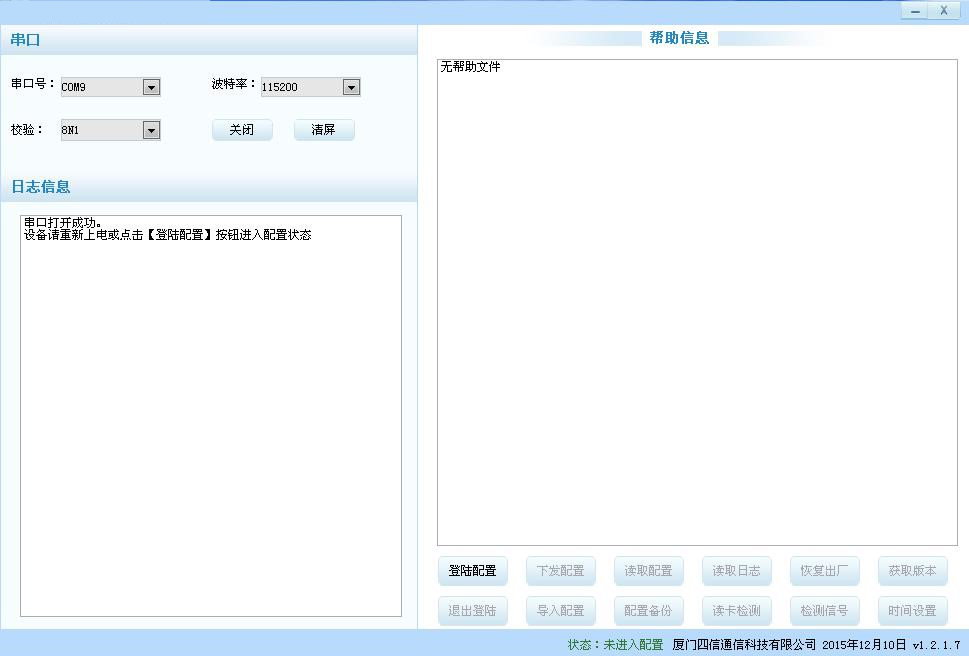 X
串口
串口号： COM9 波特率： 115200
校验： 8N1 关闭 清屏
日志信息
串口打开成功。
设备请重新上电或点击【登陆配置】按钮进入配置状态
帮助信息
无帮助文件
登陆配置 下发配置 读取配置 读取日志 恢复出厂 获取版本
退出登陆 导入配置 配置备份 读卡检测 检测信号 时间设置
状态：未进入配置 厦门四信通信科技有限公司 2015年12月10日 v1.2.1.7